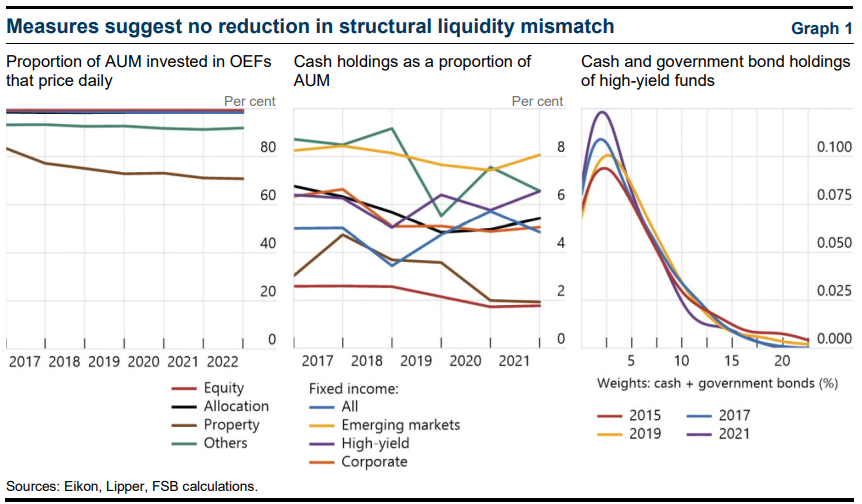 Measures suggest no reduction in structural liquidity mismatch
Graph 1
Proportion of AUM invested in OEFs
that price daily
Per cent
80
60
40
20
0
2017 2018 2019 2020 2021 2022
Equity
Allocation
Property
Others
Cash holdings as a proportion of
AUM
Per cent
8
6
4
2
0
2017 2018 2019 2020 2021
Fixed income:
All
Emerging markets
High-yield
Corporate
Cash and government bond holdings
of high-yield funds
0.100
0.075
0.050
0.025
0.000
5 10 15 20
Weights: cash + government bonds (%)
2015 2017
2019 2021
Sources: Eikon, Lipper, FSB calculations.